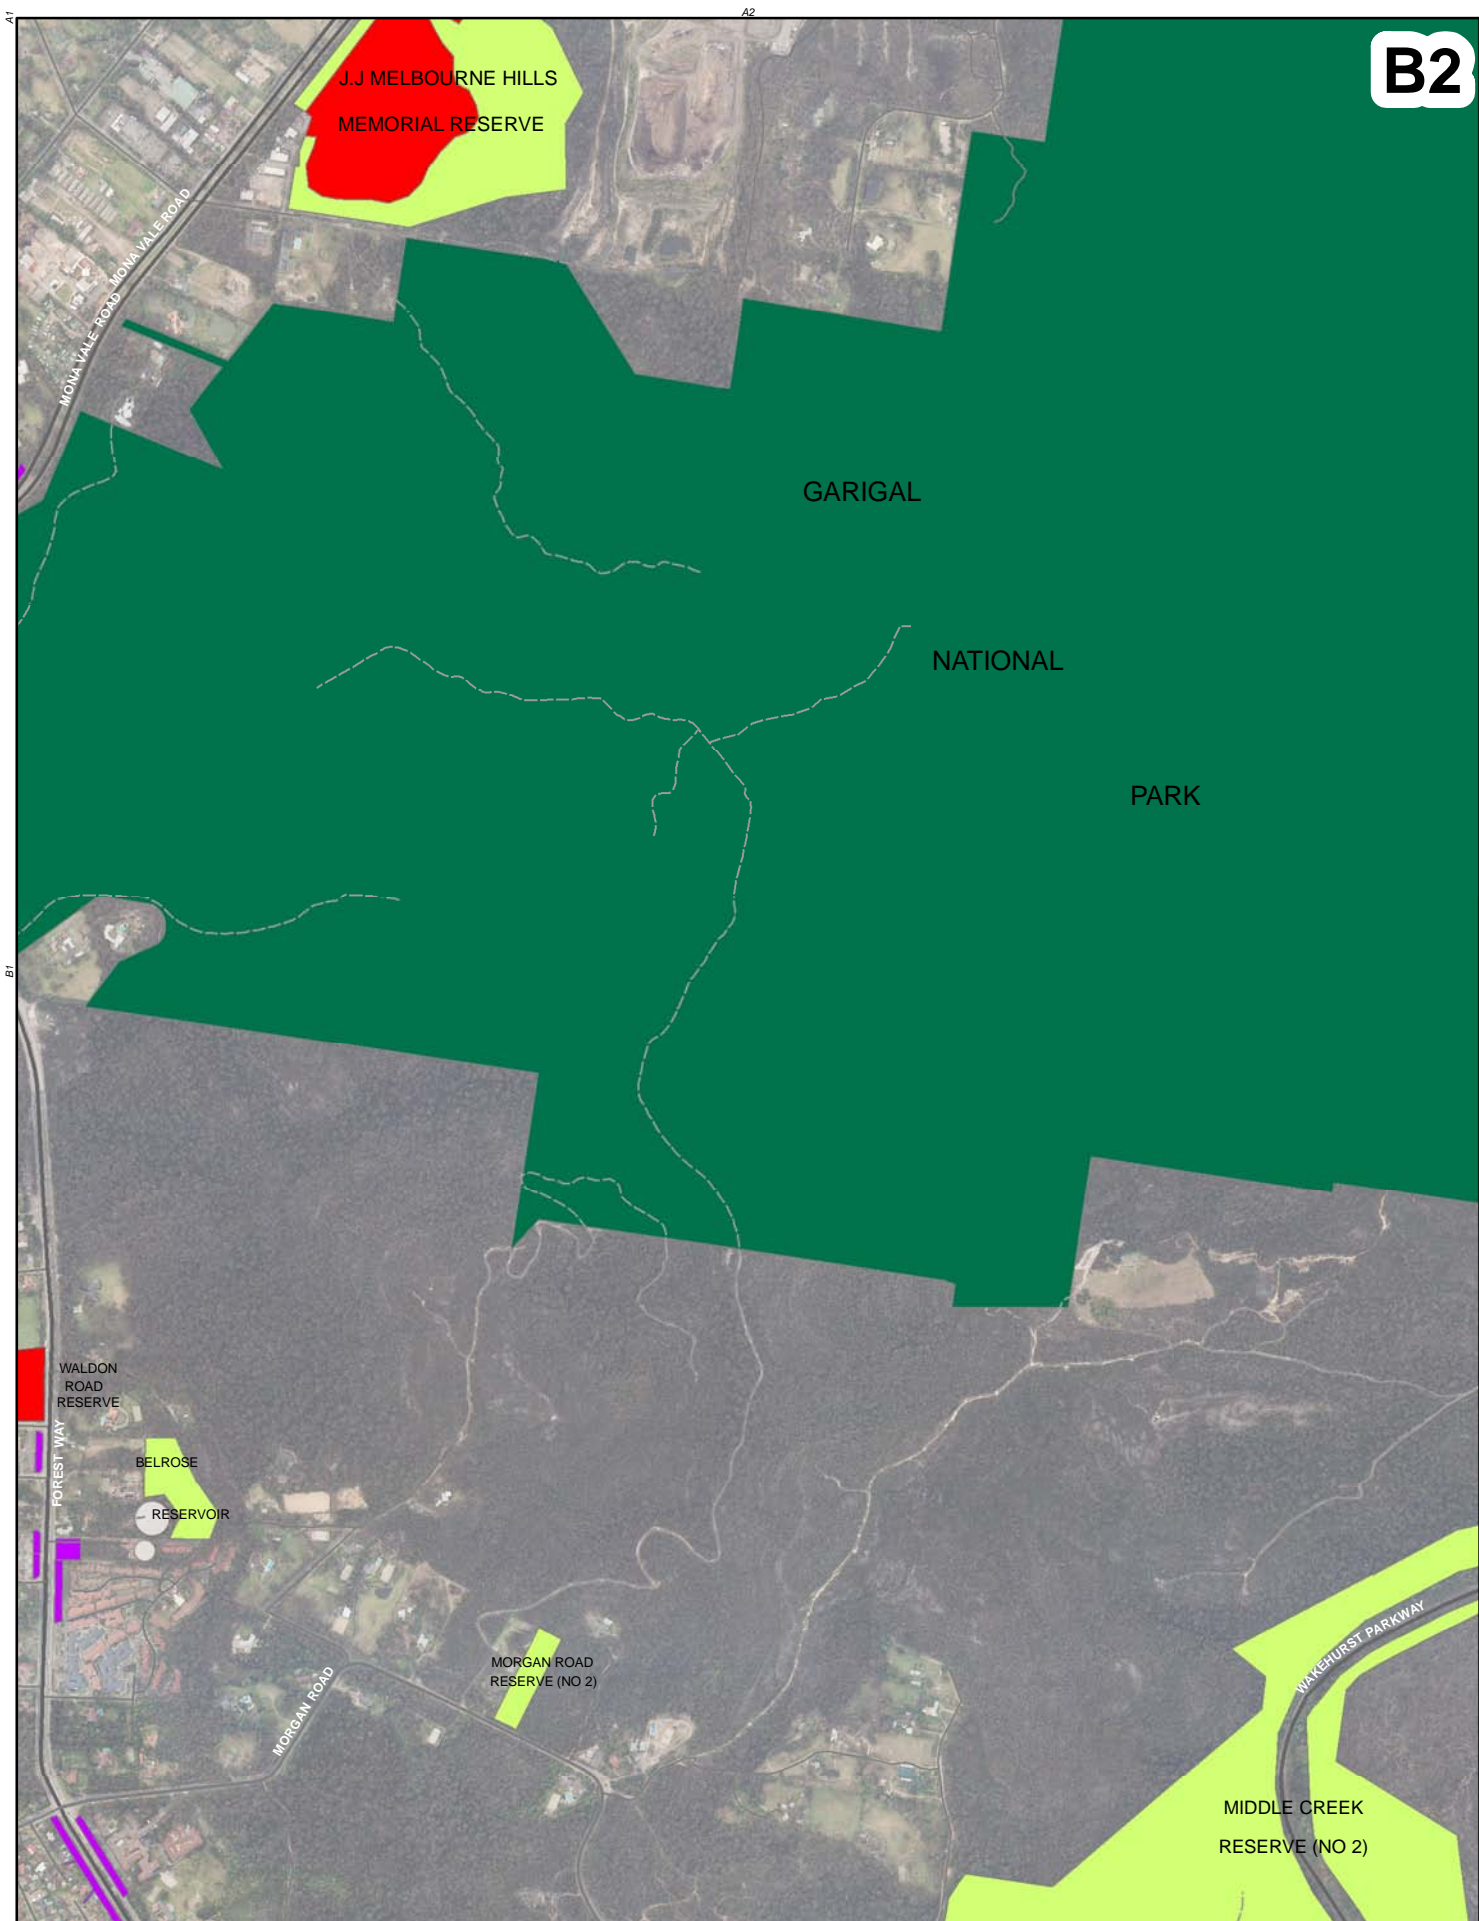 A1
A2
B2
J.J MELBOURNE HILLS
MEMORIAL RESERVE
MONA VALE ROAD
MONA VALE ROAD
GARIGAL
NATIONAL
PARK
B1
WALDON
ROAD
RESERVE
FOREST WAY
BELROSE
RESERVOIR
MORGAN ROAD
RESERVE (NO 2)
MORGAN ROAD
WAKEHURST PARKWAY
MIDDLE CREEK
RESERVE (NO 2)